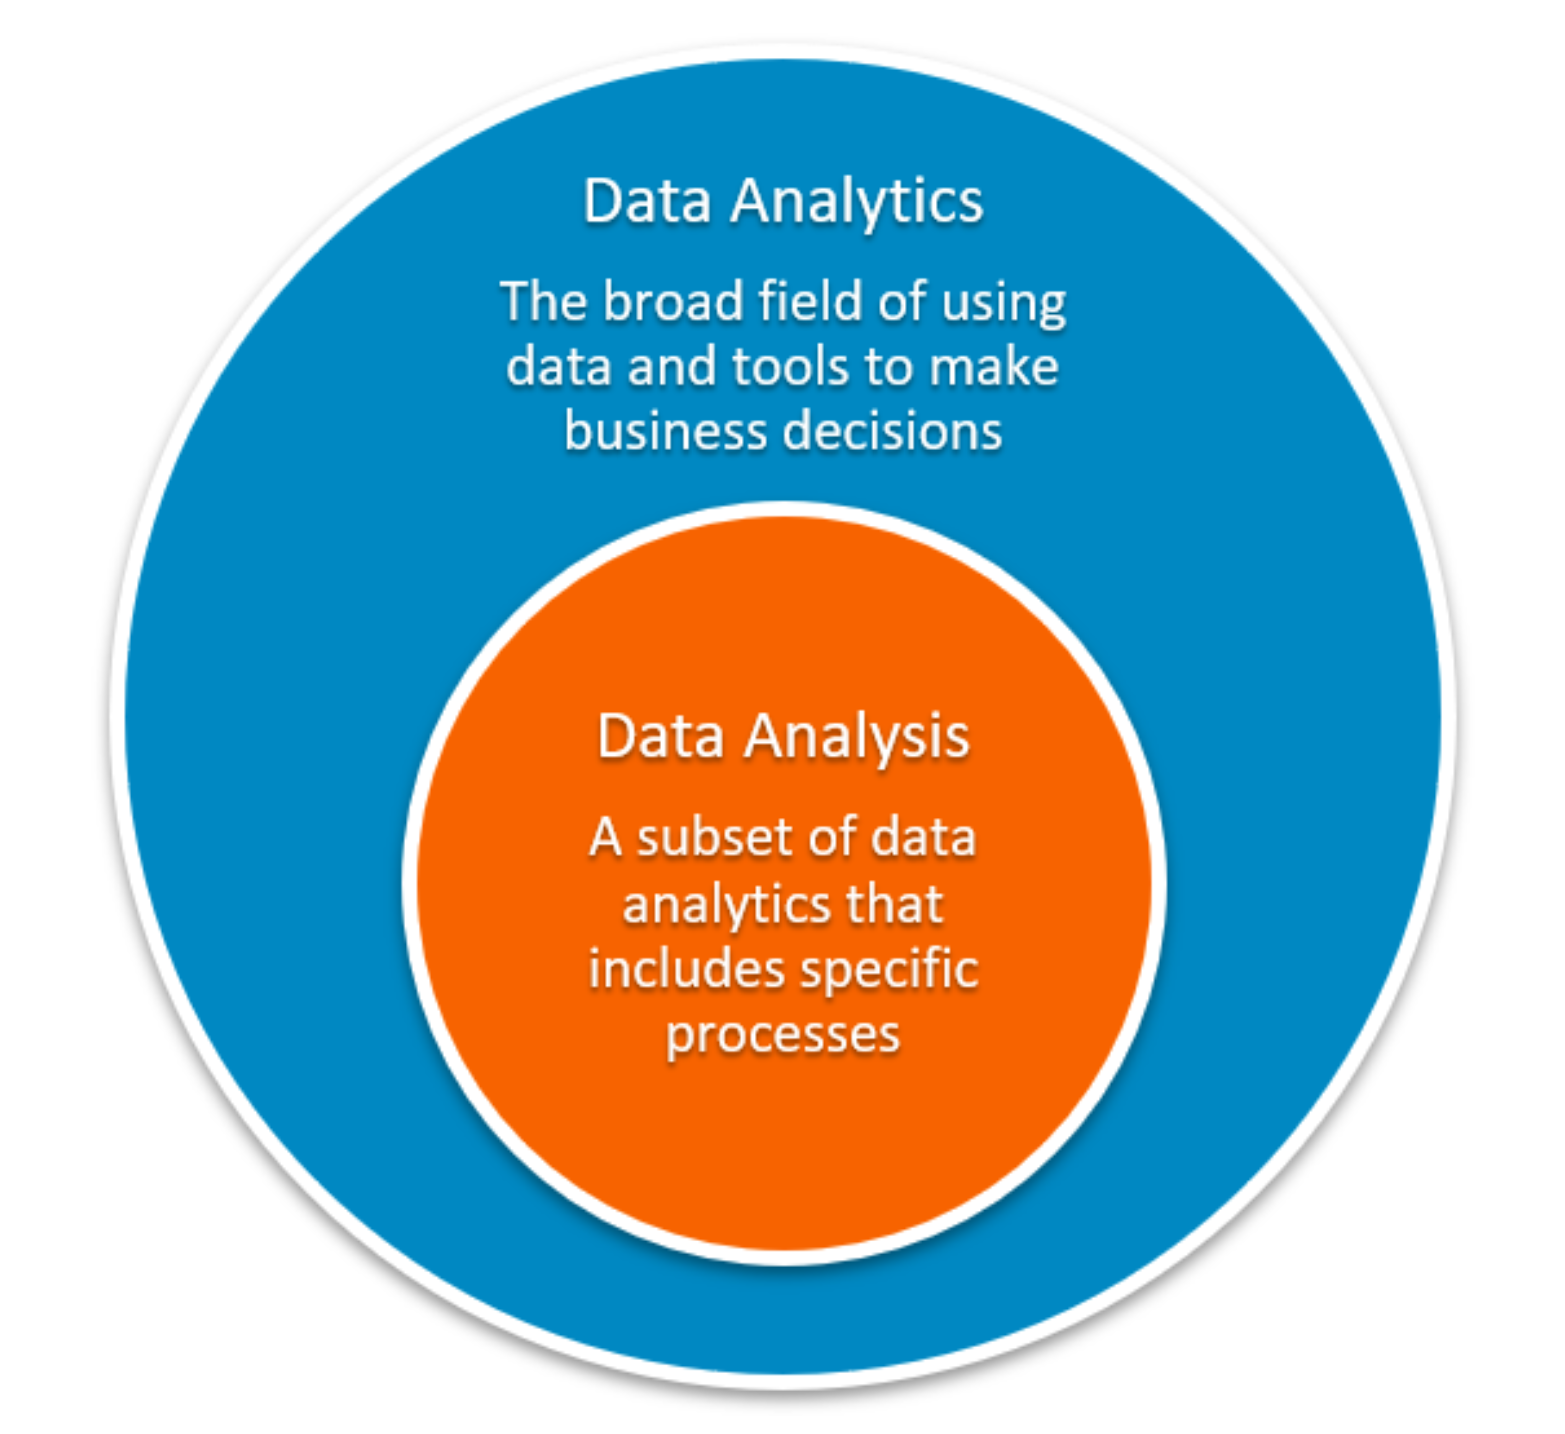 Data Analytics
The broad field of using
data and tools to make
business decisions
Data Analysis
A subset of data
analytics that
includes specific
processes